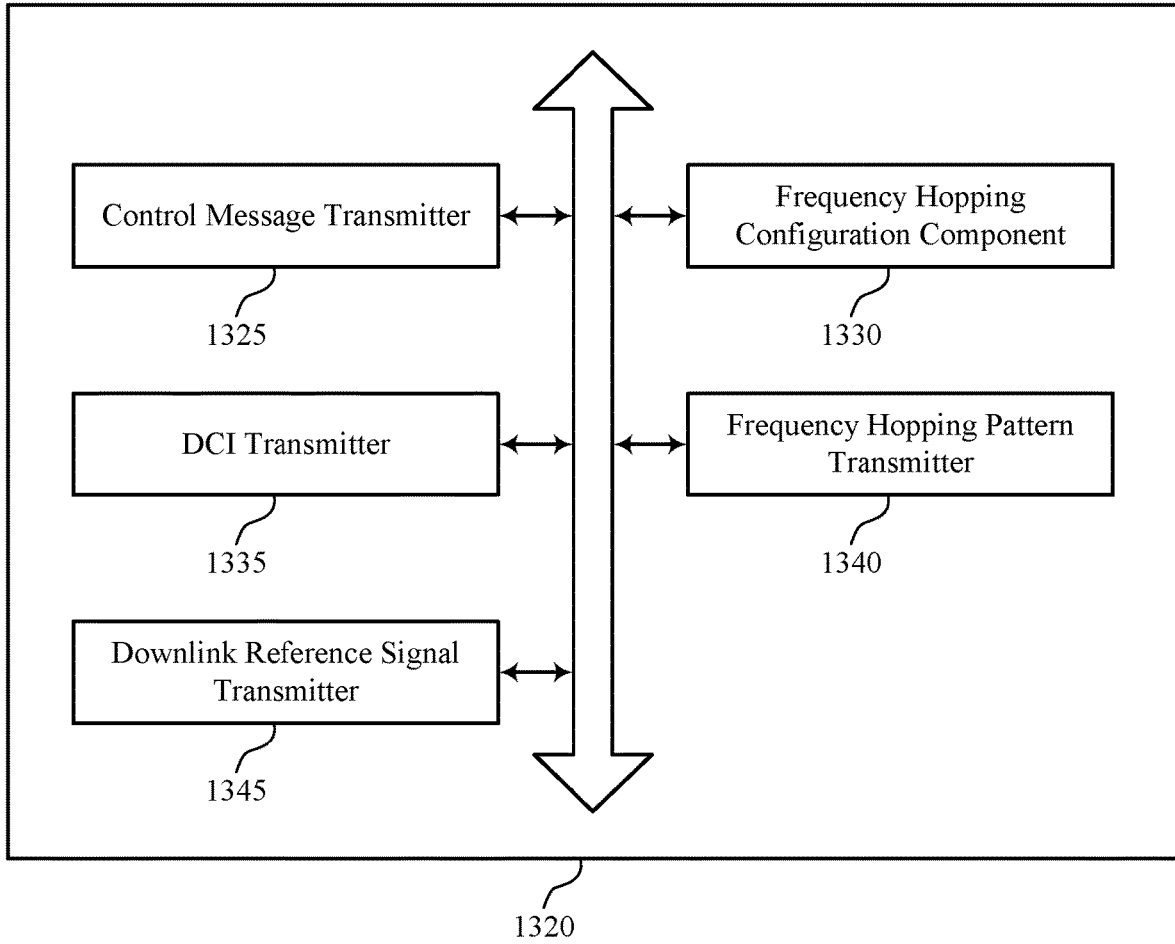 Control Message Transmitter
1325
Frequency Hopping
Configuration Component
1330
DCI Transmitter
1335
Frequency Hopping Pattern
Transmitter
1340
Downlink Reference Signal
Transmitter
1345
1320